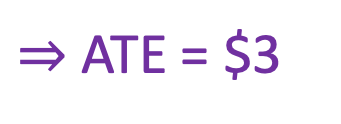 ⇒ ATE = $3